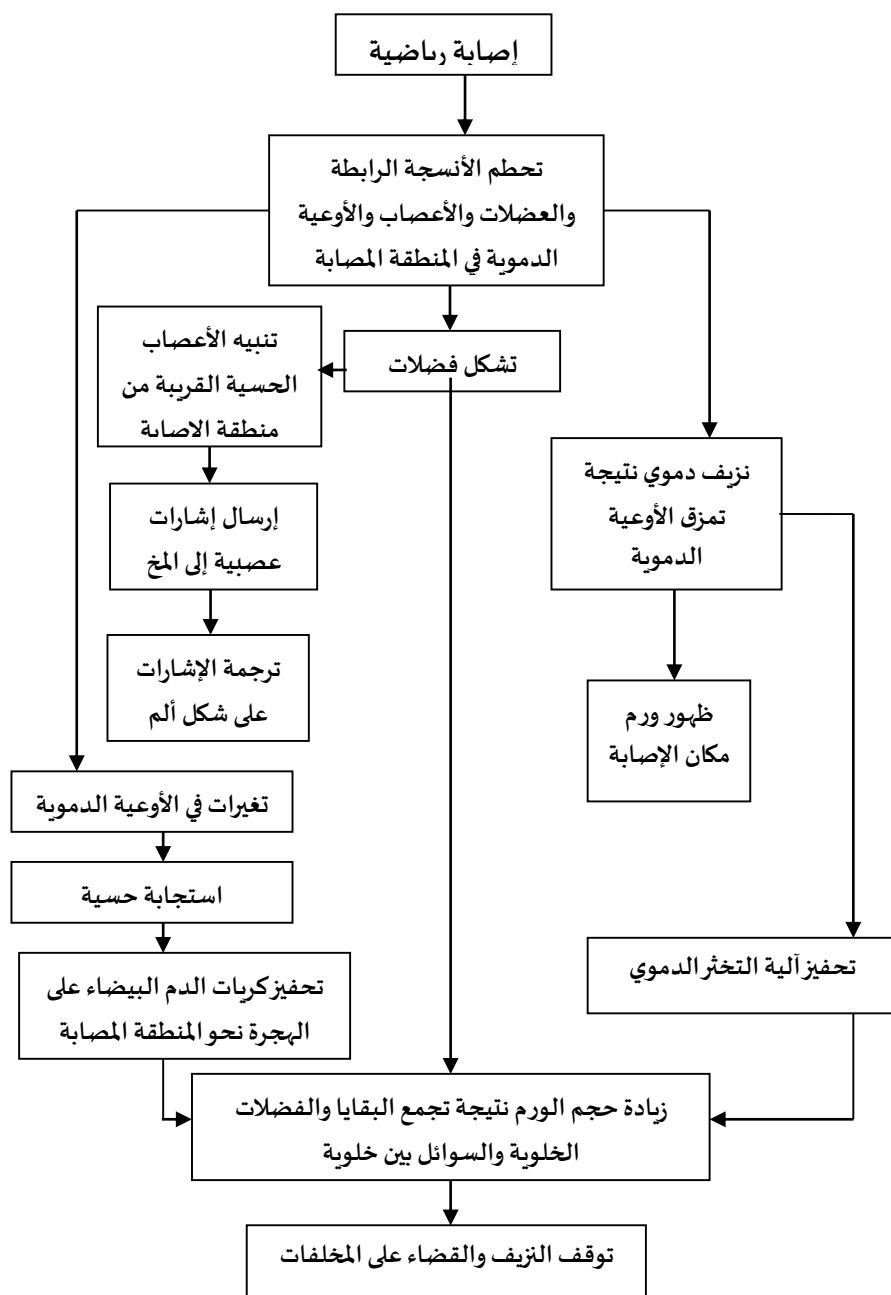 إصابة رياضية
تحطم الأنسجة الرابطة
والعضلات والأعصاب والأوعية
الدموية في المنطقة المصابة
تشكل فضلات
تنبيه الأعصاب
الحسية القريبة من
منطقة الاصابة
إرسال إشارات
عصبية إلى المخ
ترجمة الإشارات
على شكل ألم
نزيف دموي نتيجة
تمزق الأوعية
الدموية
ظهور ورم
مكان الإصابة
تغيرات في الأوعية الدموية
استجابة حسية
تحفيز كريات الدم البيضاء على
الهجرة نحو المنطقة المصابة
تحفيز آلية التخثر الدموي
زيادة حجم الورم نتيجة تجمع البقايا والفضلات
الخلوية والسوائل بين خلوية
توقف النزيف والقضاء على المخلفات